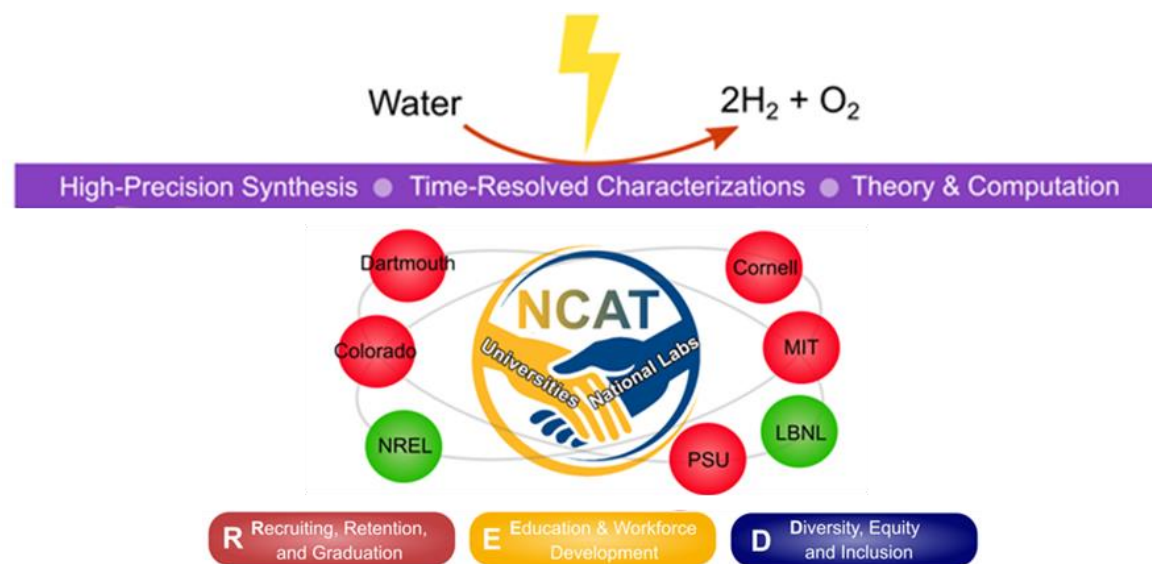 Water
2H₂ + O₂
High-Precision Synthesis ● Time-Resolved Characterizations ● Theory & Computation
Dartmouth
Cornell
NCAT
Universities
National Labs
Colorado
MIT
NREL
LBNL
PSU
R Recruiting, Retention,
and Graduation
E Education & Workforce
Development
D Diversity, Equity
and Inclusion